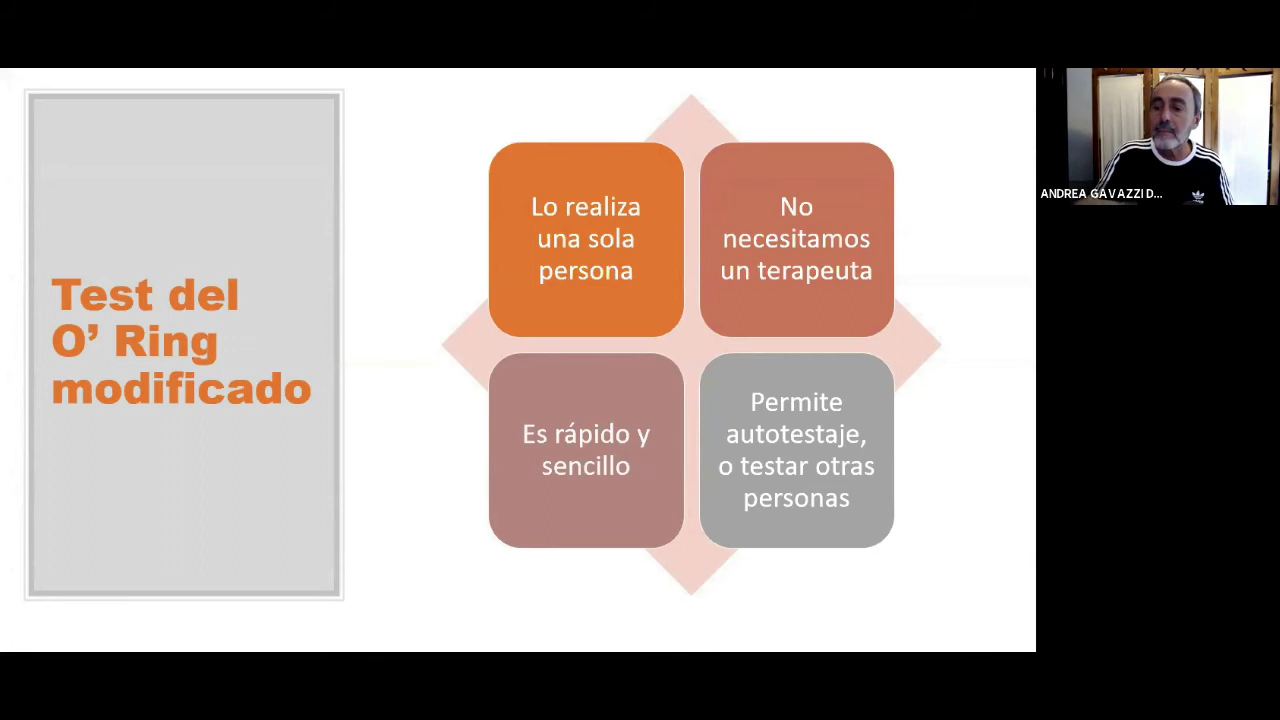 Test del
O’ Ring
modificado
Lo realiza
una sola
persona
No
necesitamos
un terapeuta
Es rápido y
sencillo
Permite
autotestaje,
o testar otras
personas
ANDREA GAVAZZI D...